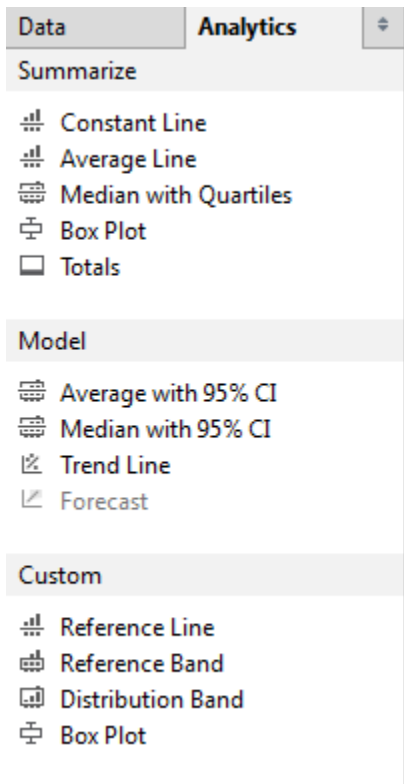 Data Analytics
Summarize
Constant Line
Average Line
Median with Quartiles
Box Plot
Totals
Model
Average with 95% CI
Median with 95% CI
Trend Line
Forecast
Custom
Reference Line
Reference Band
Distribution Band
Box Plot